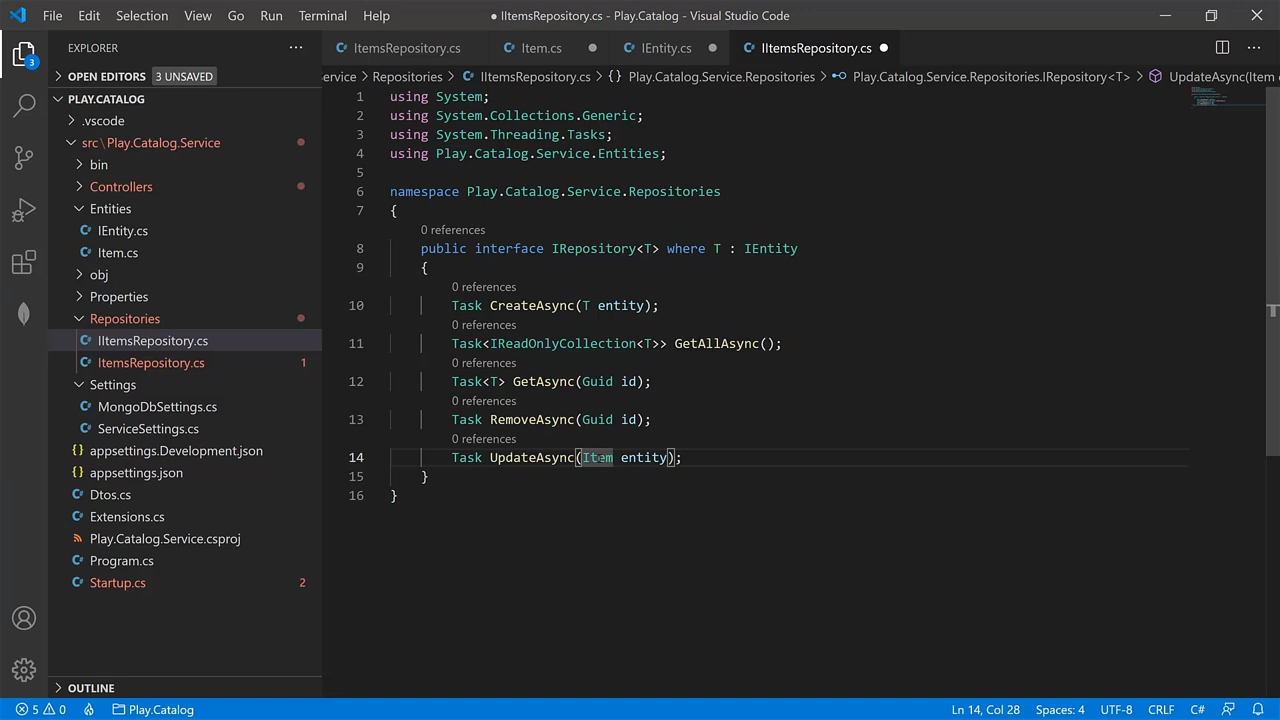 File Edit Selection View Go Run Terminal Help
● IItemsRepository.cs - Play.Catalog - Visual Studio Code
EXPLORER
OPEN EDITORS 3 UNSAVED
PLAY.CATALOG
.vscode
src \ Play.Catalog.Service
bin
Controllers
Entities
IEntity.cs
Item.cs
obj
Properties
Repositories
IItemsRepository.cs
ItemsRepository.cs 1
Settings
MongoDbSettings.cs
ServiceSettings.cs
appsettings.Development.json
appsettings.json
Dtos.cs
Extensions.cs
Play.Catalog.Service.csproj
Program.cs
Startup.cs 2
OUTLINE
3
ItemsRepository.cs Item.cs IEntity.cs IItemsRepository.cs
Service > Repositories > IItemsRepository.cs > {} Play.Catalog.Service.Repositories > Play.Catalog.Service.Repositories.IRepository<T> > UpdateAsync(Item
1 using System;
2 using System.Collections.Generic;
3 using System.Threading.Tasks;
4 using Play.Catalog.Service.Entities;
5
6 namespace Play.Catalog.Service.Repositories
7 {
0 references
8 public interface IRepository<T> where T : IEntity
9 {
0 references
10 Task CreateAsync(T entity);
0 references
11 Task<IReadOnlyCollection<T>> GetAllAsync();
0 references
12 Task<T> GetAsync(Guid id);
0 references
13 Task RemoveAsync(Guid id);
0 references
14 Task UpdateAsync(Item entity);
15 }
16 }
5 0 Play.Catalog Ln 14, Col 28 Spaces: 4 UTF-8 CRLF C#